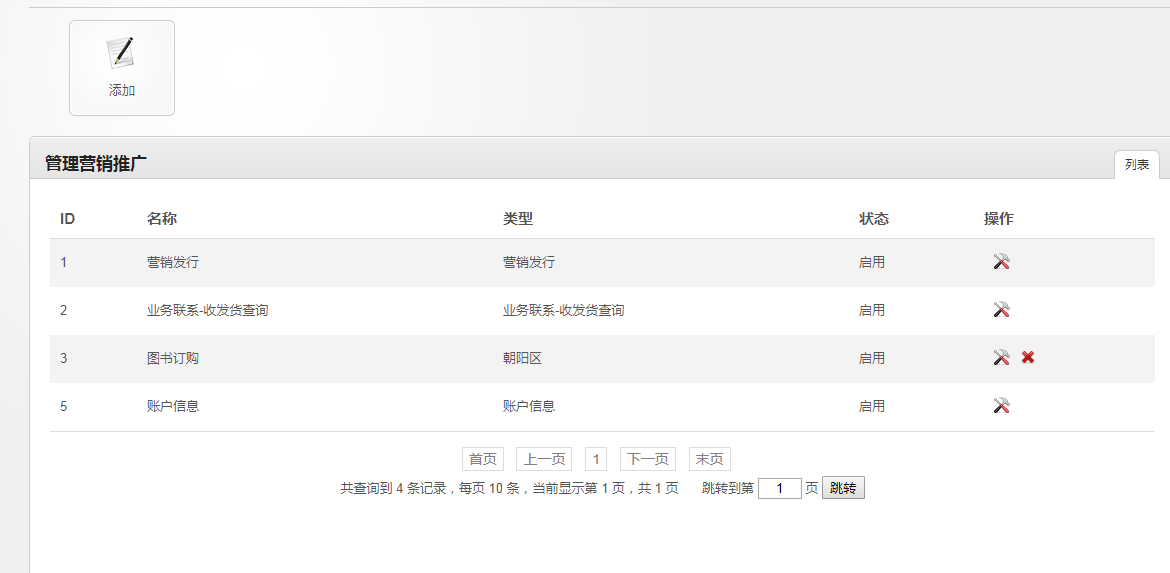 添加
管理营销推广
列表
ID 名称 类型 状态 操作
1 营销发行 营销发行 启用
2 业务联系-收发货查询 业务联系-收发货查询 启用
3 图书订购 朝阳区 启用
5 账户信息 账户信息 启用
首页 上一页 1 下一页 末页
共查询到 4 条记录，每页 10 条，当前显示第 1 页，共 1 页 跳转到第 1 页 跳转